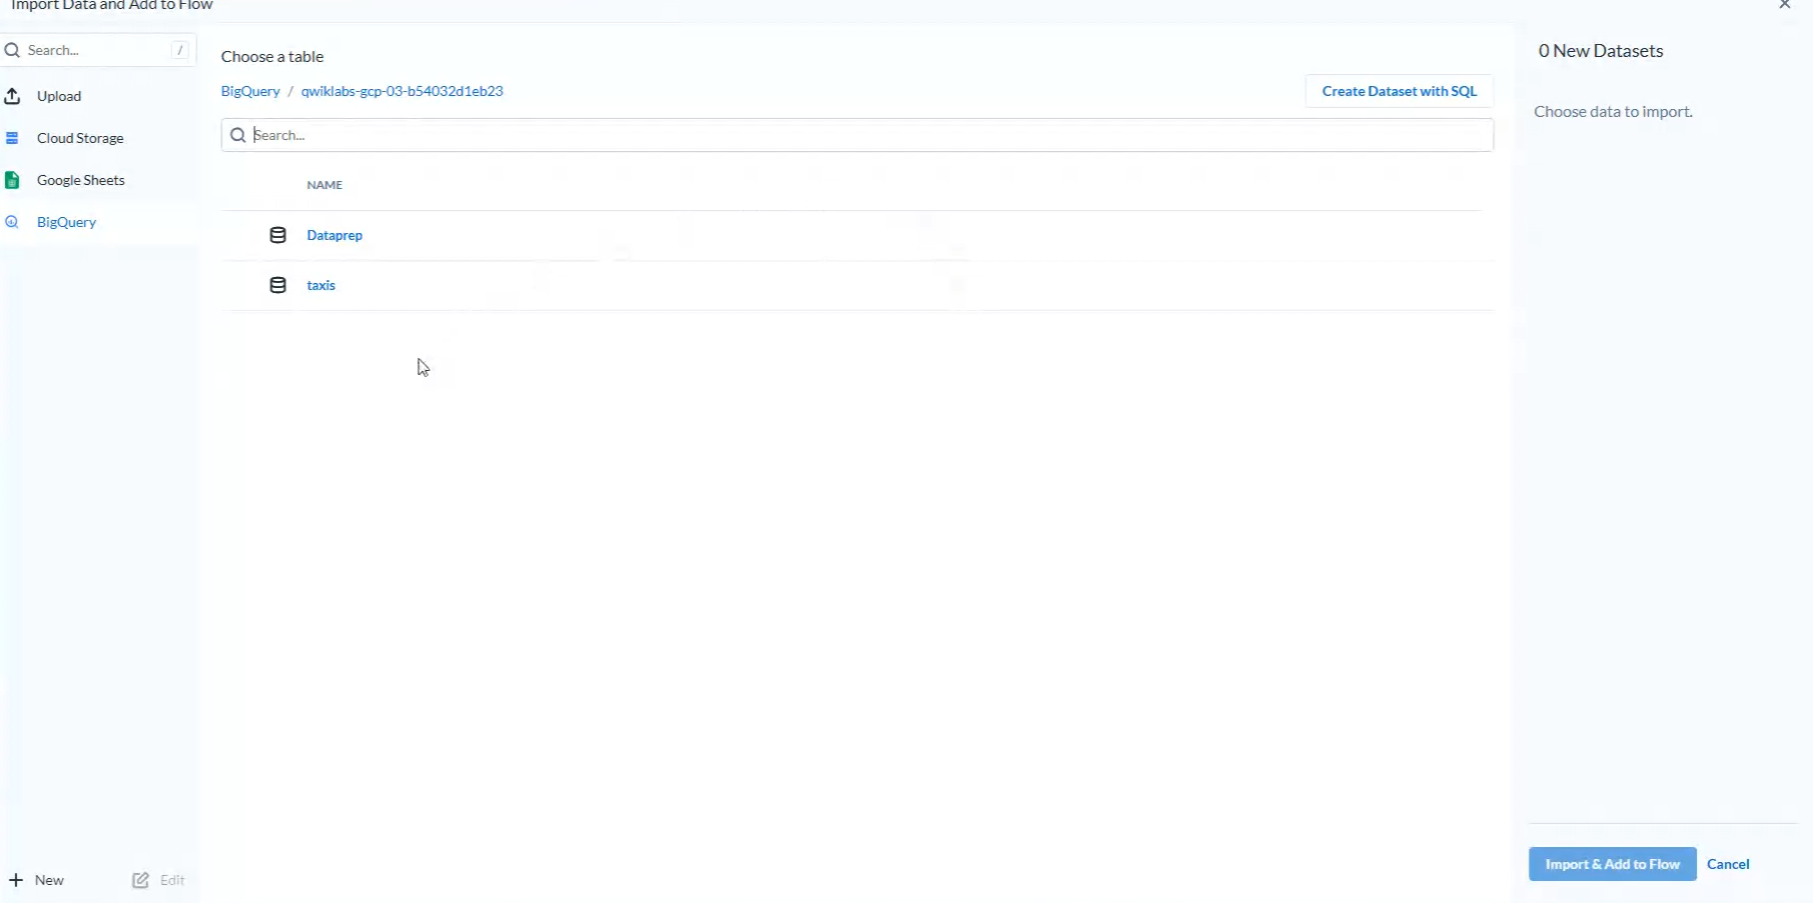 Import Data and Add to Flow
Search... /
Upload
Cloud Storage
Google Sheets
BigQuery
Choose a table
BigQuery / qwiklabs-gcp-03-b54032d1eb23
Create Dataset with SQL
Search...
NAME
Dataprep
taxis
0 New Datasets
Choose data to import.
New
Edit
Import & Add to Flow
Cancel